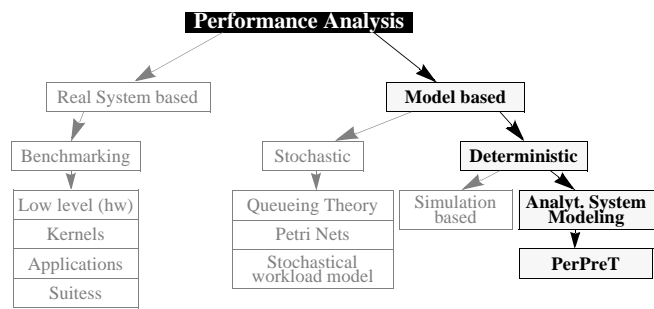 Performance Analysis
Real System based
Model based
Benchmarking
Stochastic
Deterministic
Low level (hw)
Kernels
Applications
Suitess
Queueing Theory
Petri Nets
Stochastical
workload model
Simulation
based
Analyt. System
Modeling
PerPreT